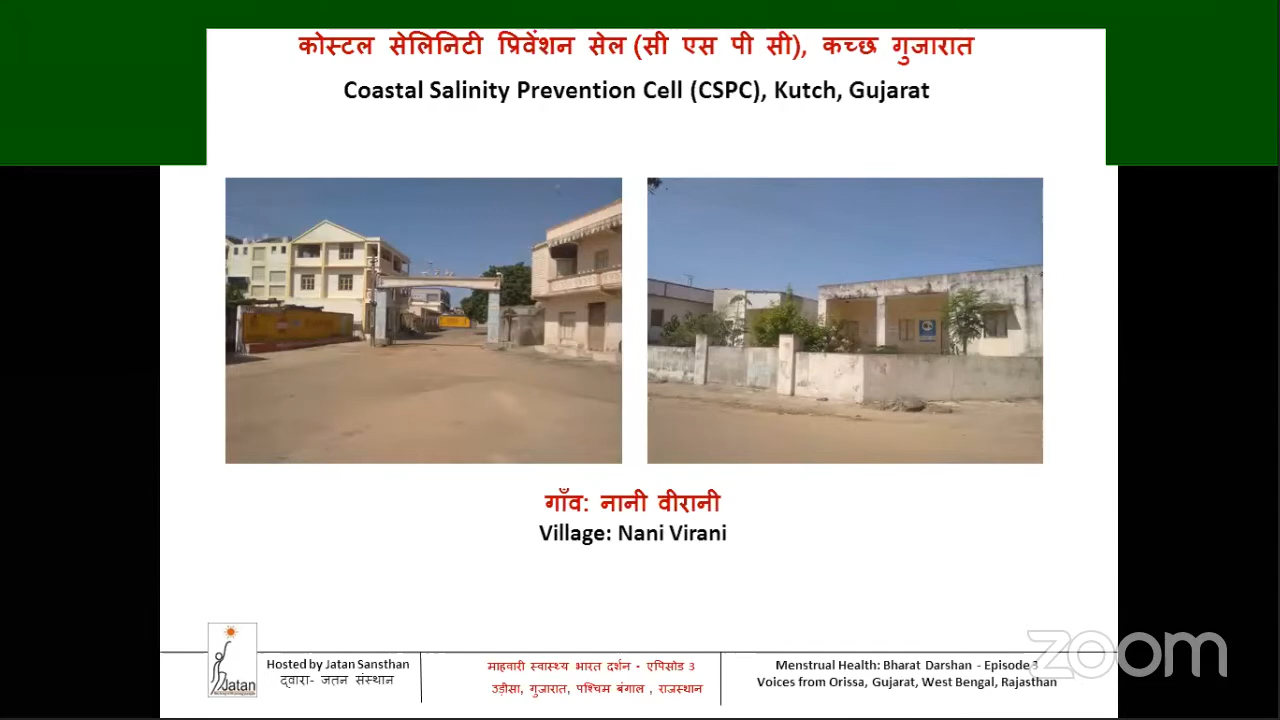 कोस्टल सेलिनिटी प्रिवेंशन सेल (सी एस पी सी), कच्छ गुजारात
Coastal Salinity Prevention Cell (CSPC), Kutch, Gujarat
गाँव: नानी वीरानी
Village: Nani Virani
Jatan
Hosted by Jatan Sansthan
द्वारा- जतन संस्थान
माहवारी स्वास्थ्य भारत दर्शन - एपिसोड 3
उड़ीसा, गुजारात, पश्चिम बंगाल , राजस्थान
Menstrual Health: Bharat Darshan - Episode 3
Voices from Orissa, Gujarat, West Bengal, Rajasthan
zoom